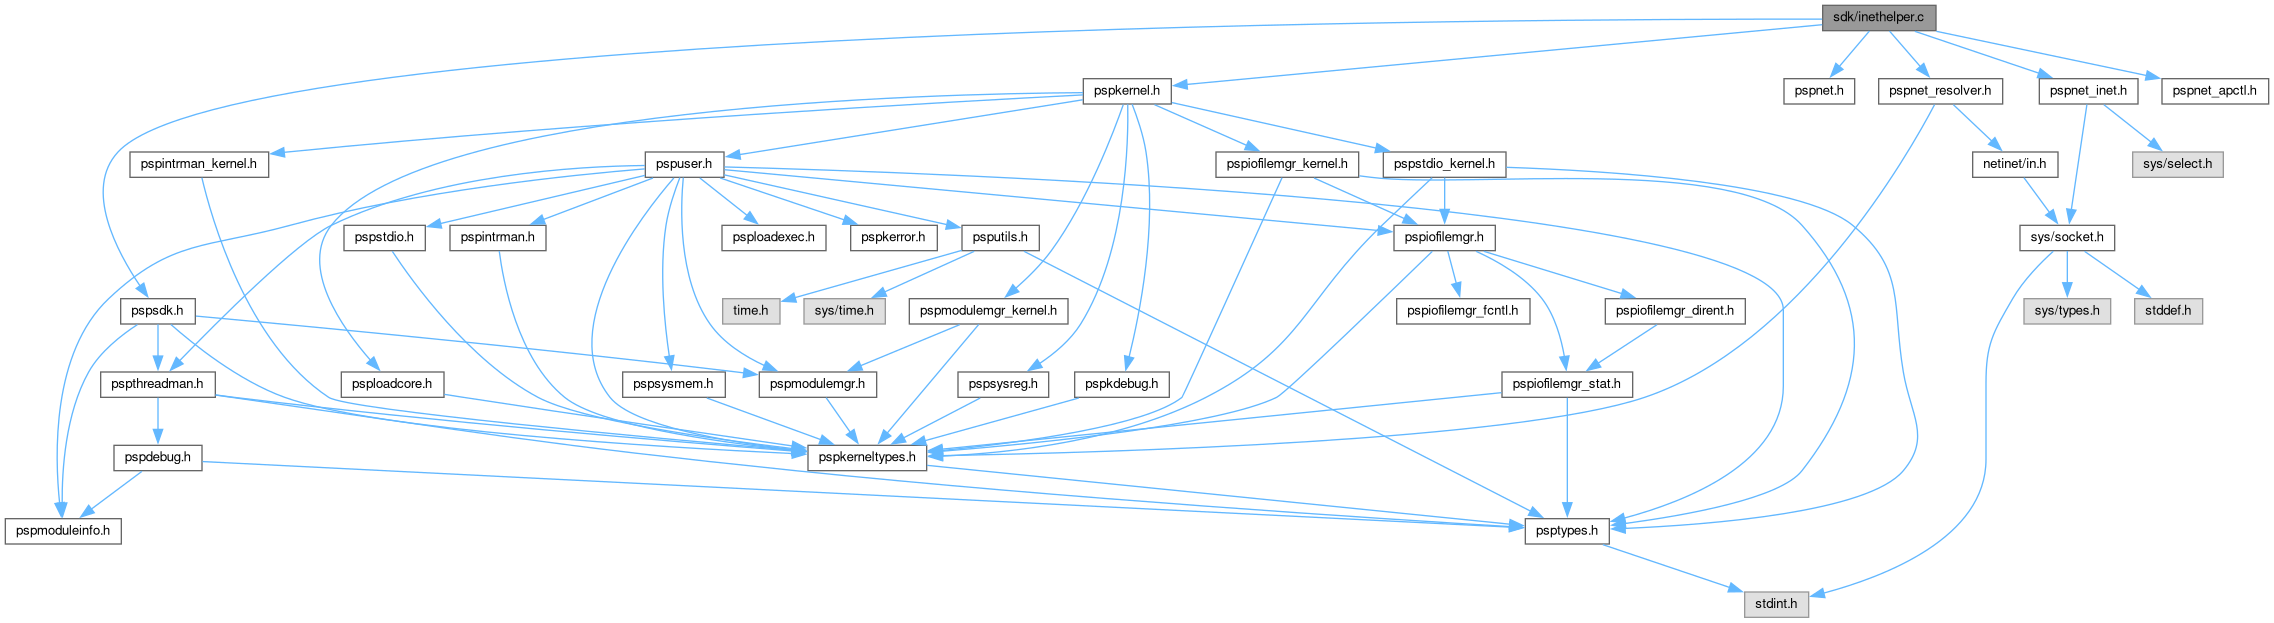 sdk/inethelper.c
pspkernel.h
pspnet.h
pspnet_resolver.h
pspnet_inet.h
pspnet_apctl.h
pspintrman_kernel.h
pspuser.h
pspiofilemgr_kernel.h
pspstdio_kernel.h
netinet/in.h
sys/select.h
pspstdio.h
pspintrman.h
psploadexec.h
pspkerror.h
psputils.h
pspiofilemgr.h
sys/socket.h
pspsdk.h
time.h
sys/time.h
pspmodulemgr_kernel.h
pspiofilemgr_fcntl.h
pspiofilemgr_dirent.h
sys/types.h
stddef.h
pspthreadman.h
psploadcore.h
pspsysmem.h
pspmodulemgr.h
pspsysreg.h
pspkdebug.h
pspiofilemgr_stat.h
pspdebug.h
pspkerneltypes.h
pspmoduleinfo.h
psptypes.h
stdint.h